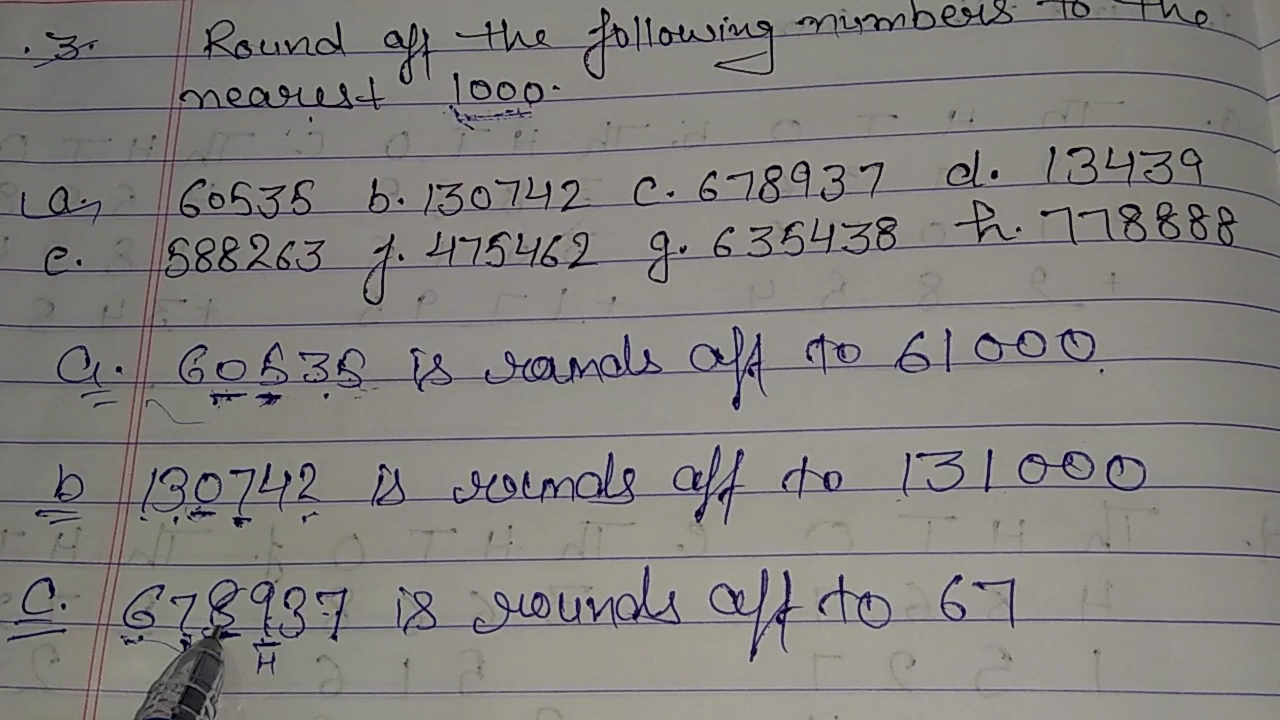 .3. Round off the following numbers to the
nearest 1000.
a, 60535 b. 130742 c. 678937 d. 13439
e. 588263 f. 475462 g. 635438 h. 778888
a. 60535 is rounds off to 61000.
b 130742 is rounds off to 131000
C. 678937 is rounds off to 67
H